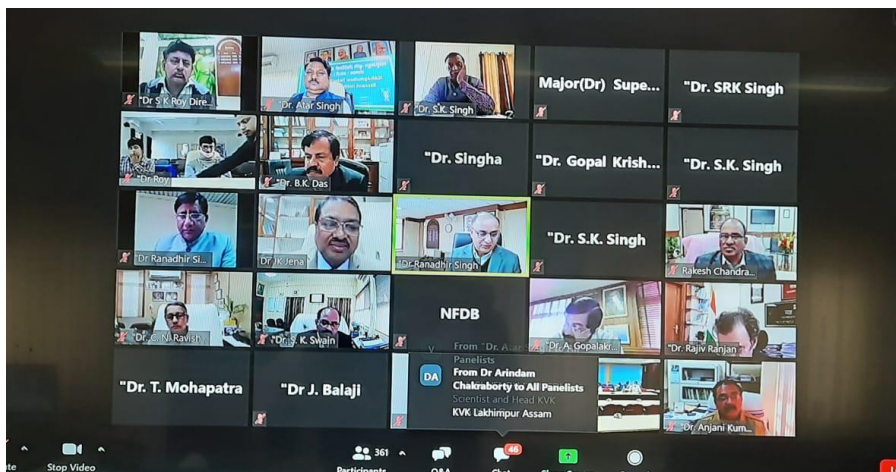 "Dr S K Roy Dire...
"Dr. Atar Singh
"Dr. S.K. Singh
Major(Dr) Supe...
"Dr. SRK Singh
"Dr Roy
"Dr. B.K. Das
"Dr. Singha
"Dr. Gopal Krish...
"Dr. S.K. Singh
"Dr Ranadhir Si...
Dr JK Jena
"Dr Ranadhir Singh
"Dr. S.K. Singh
Rakesh Chandra...
"Dr. C. N. Ravish...
"Dr. S. K. Swain
NFDB
"Dr. A. Gopalakr...
"Dr. Rajiv Ranjan
"Dr. T. Mohapatra
"Dr J. Balaji
From "Dr.
Panelists
DA
From Dr Arindam
Chakraborty to All Panelists
Scientist and Head KVK
KVK Lakhimpur Assam
"Dr. Anjani Kum...
Stop Video
361
Participants
Q&A
46
Chat